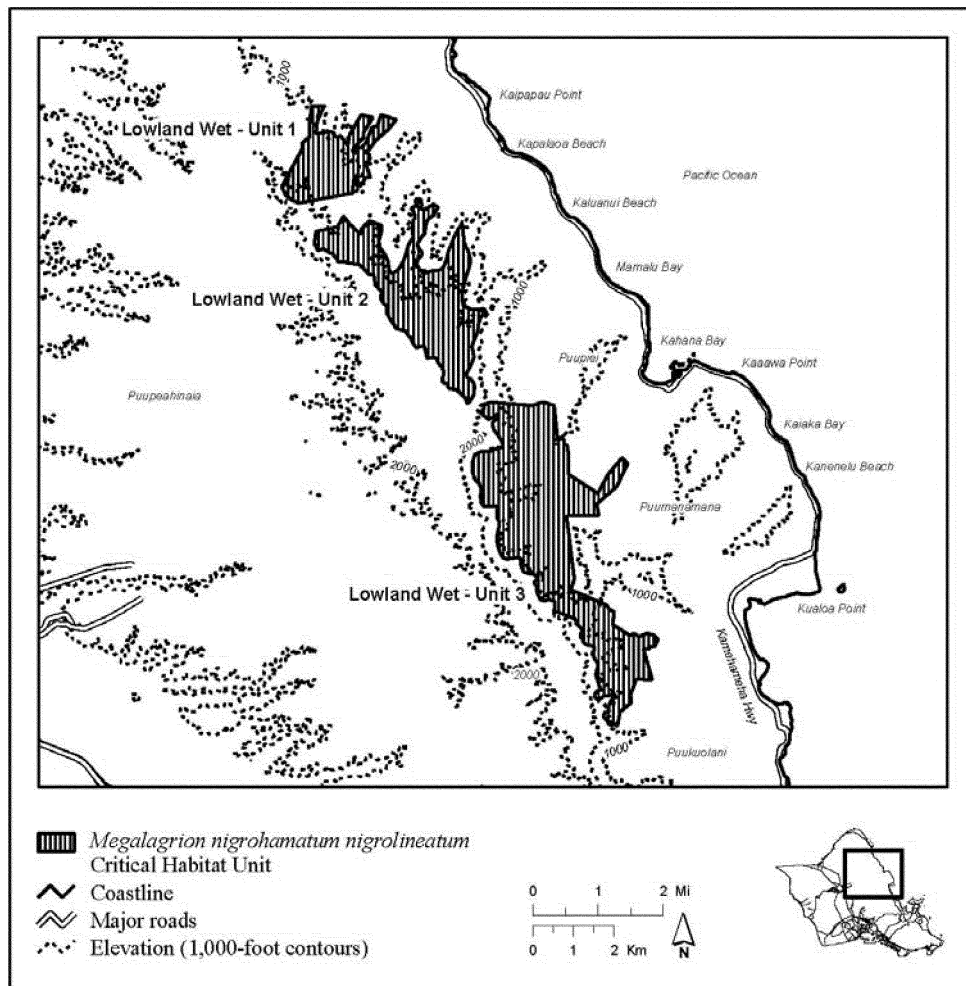 1000
Kaipapau Point
Lowland Wet - Unit 1
Kapalaoa Beach
Pacific Ocean
Kaluanui Beach
Mamalu Bay
Lowland Wet - Unit 2
1000
Kahana Bay
Puupiei
Kaaawa Point
Puupeahinaia
Kaiaka Bay
2000
2000
Kanenelu Beach
Puumanamana
Lowland Wet - Unit 3
1000
Kualoa Point
Kamehameha Hwy
2000
1000
Puukuolani
Megalagrion nigrohamatum nigrolineatum
Critical Habitat Unit
Coastline
Major roads
Elevation (1,000-foot contours)
0 1 2 Mi
0 1 2 Km
N